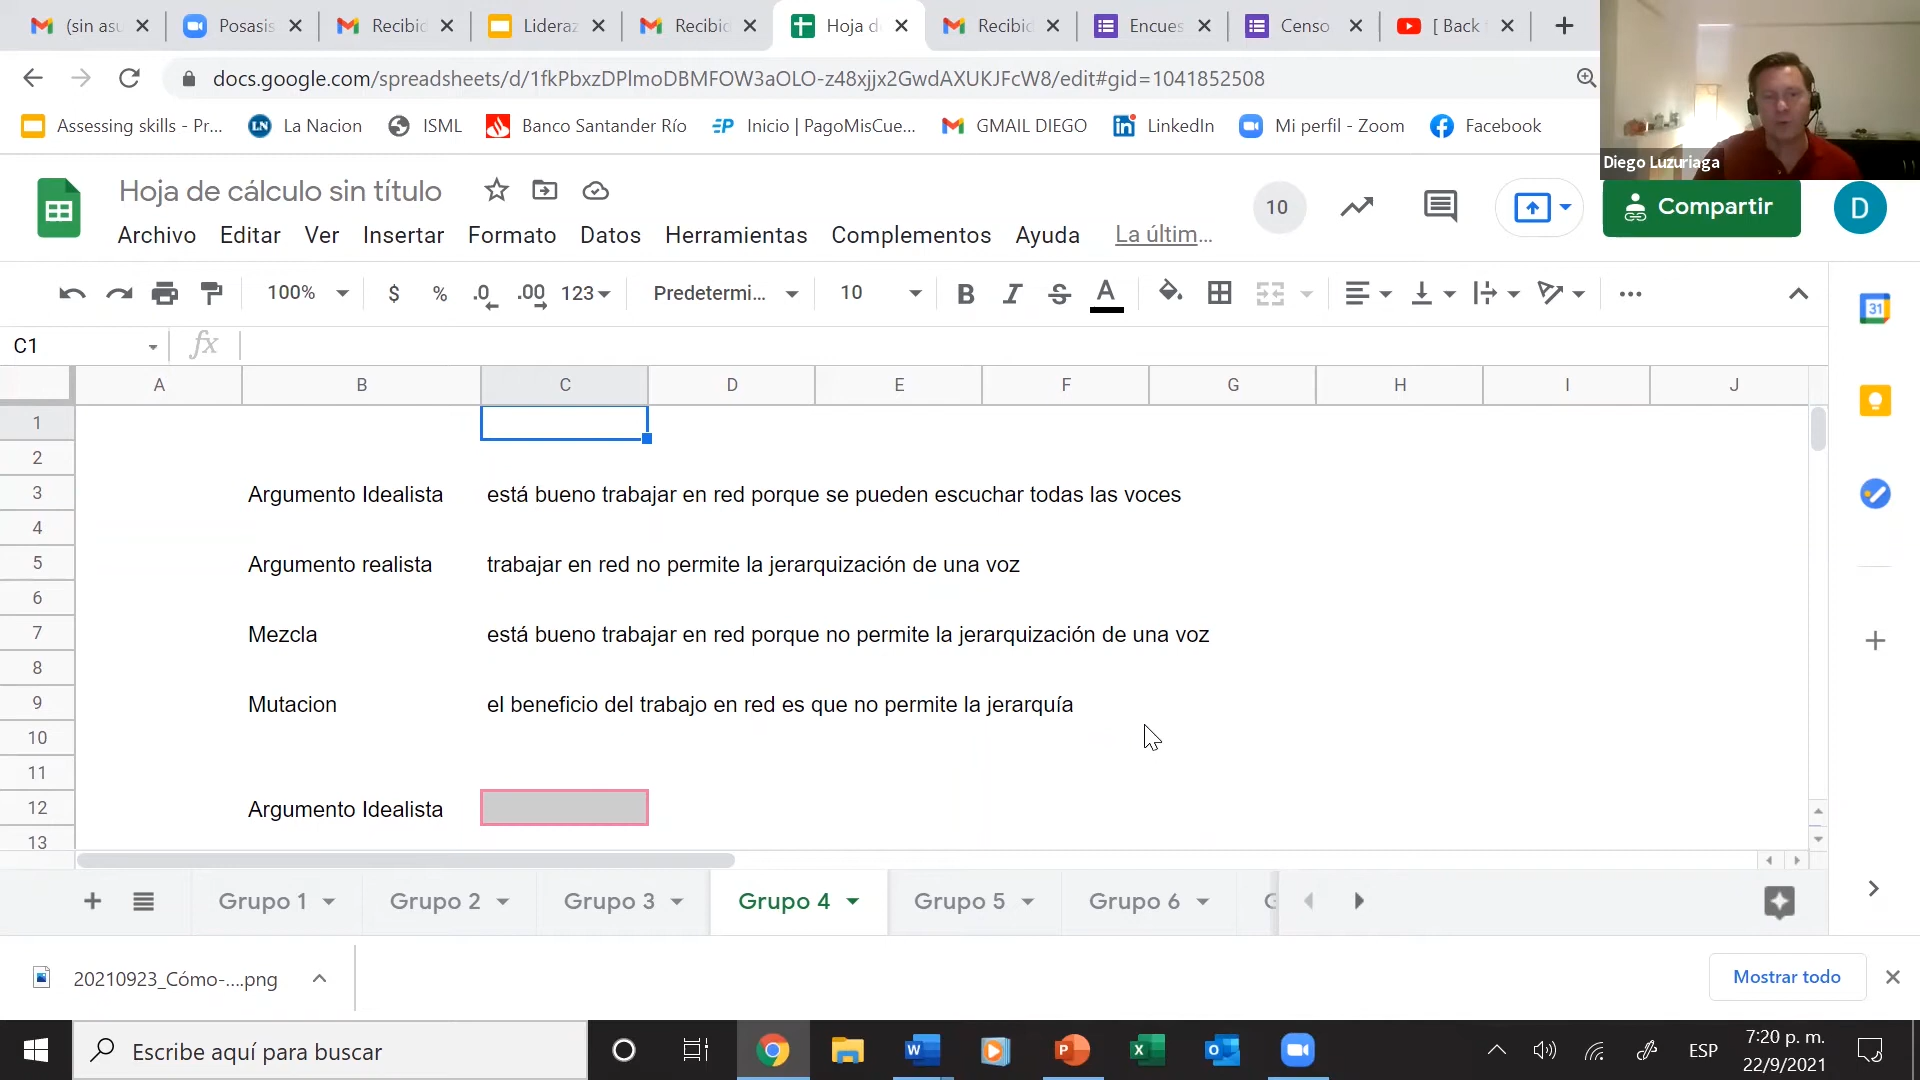 (sin asu
Posasis
Recibid
Lideraz
Recibid
Hoja de
Recibid
Encues
Censo
[ Back
docs.google.com/spreadsheets/d/1fkPbxzDPlmoDBMFOW3aOLO-z48xjjx2GwdAXUKJFcW8/edit#gid=1041852508
Assessing skills - Pr...
LN La Nacion
ISML
Banco Santander Río
Inicio | PagoMisCue...
GMAIL DIEGO
LinkedIn
Mi perfil - Zoom
Facebook
Diego Luzuriaga
Hoja de cálculo sin título
10
Compartir
D
Archivo Editar Ver Insertar Formato Datos Herramientas Complementos Ayuda La últim...
100% $ % .0 .00 123 Predetermi... 10 B I S A
31
C1 fx
A B C D E F G H I J
1
2
3 Argumento Idealista está bueno trabajar en red porque se pueden escuchar todas las voces
4
5 Argumento realista trabajar en red no permite la jerarquización de una voz
6
7 Mezcla está bueno trabajar en red porque no permite la jerarquización de una voz
8
9 Mutacion el beneficio del trabajo en red es que no permite la jerarquía
10
11
12 Argumento Idealista
13
Grupo 1 Grupo 2 Grupo 3 Grupo 4 Grupo 5 Grupo 6
20210923_Cómo-....png
Mostrar todo
Escribe aquí para buscar
ESP
7:20 p. m.
22/9/2021